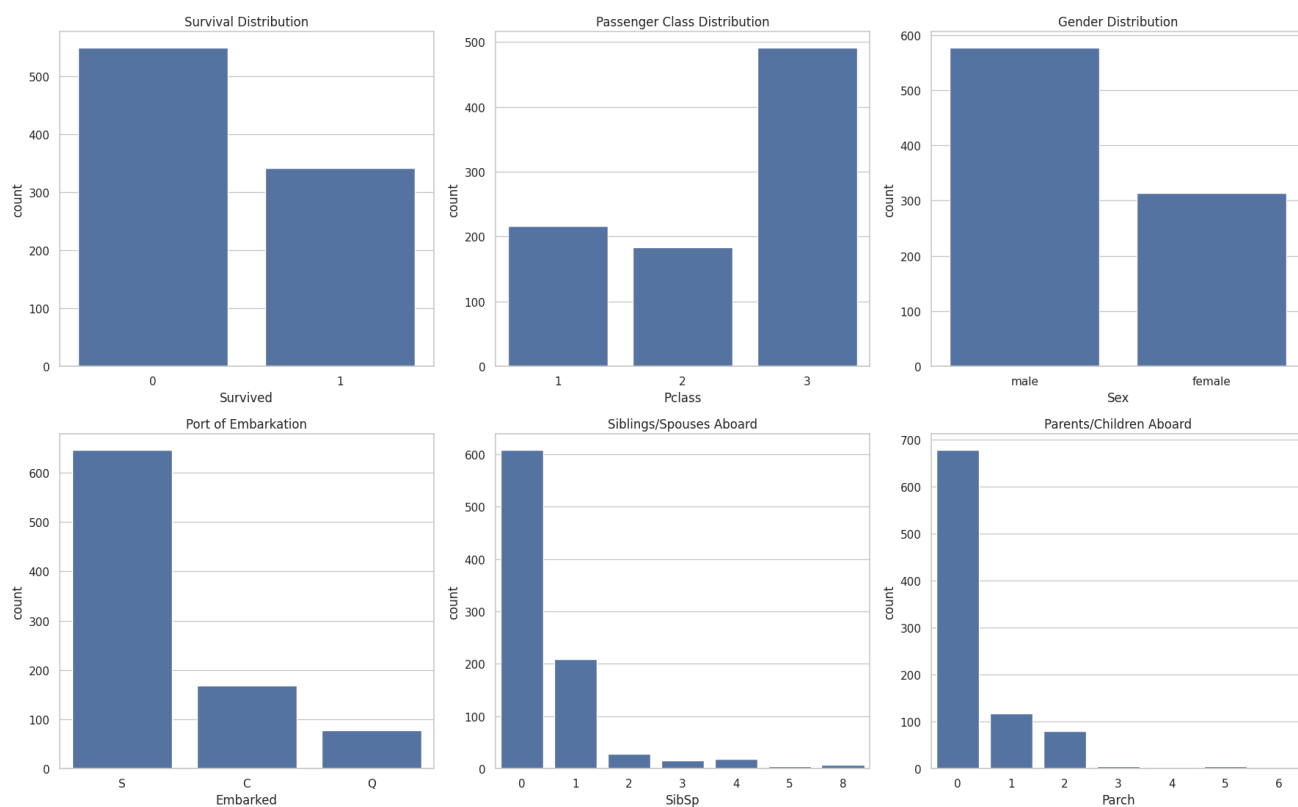 Survival Distribution
count
600
500
400
300
200
100
0
0 1
Survived
Passenger Class Distribution
count
500
400
300
200
100
0
1 2 3
Pclass
Gender Distribution
count
600
500
400
300
200
100
0
male female
Sex
Port of Embarkation
count
600
500
400
300
200
100
0
S C Q
Embarked
Siblings/Spouses Aboard
count
600
500
400
300
200
100
0
0 1 2 3 4 5 8
SibSp
Parents/Children Aboard
count
700
600
500
400
300
200
100
0
0 1 2 3 4 5 6
Parch